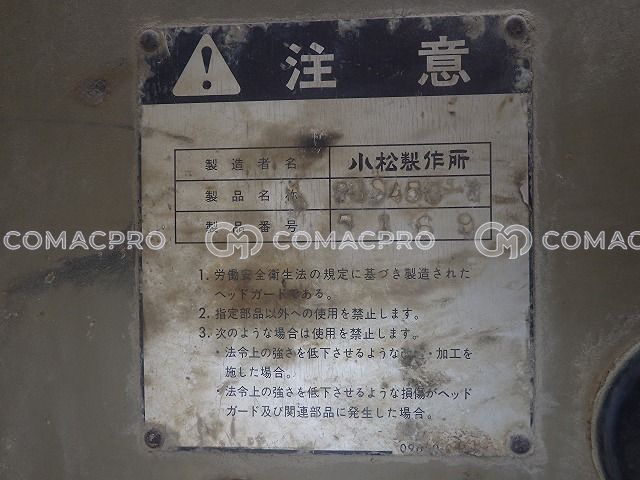 注意
製造者名 小松製作所
製品名称
製品番号
COMACPRO COMACPRO COMACPRO
1. 労働安全衛生法の規定に基づき製造された
ヘッドガードである。
2. 指定部品以外への使用を禁止します。
3. 次のような場合は使用を禁止します。
・法令上の強さを低下させるような ・加工を
施した場合。
・法令上の強さを低下させるような損傷がヘッド
ガード及び関連部品に発生した場合。